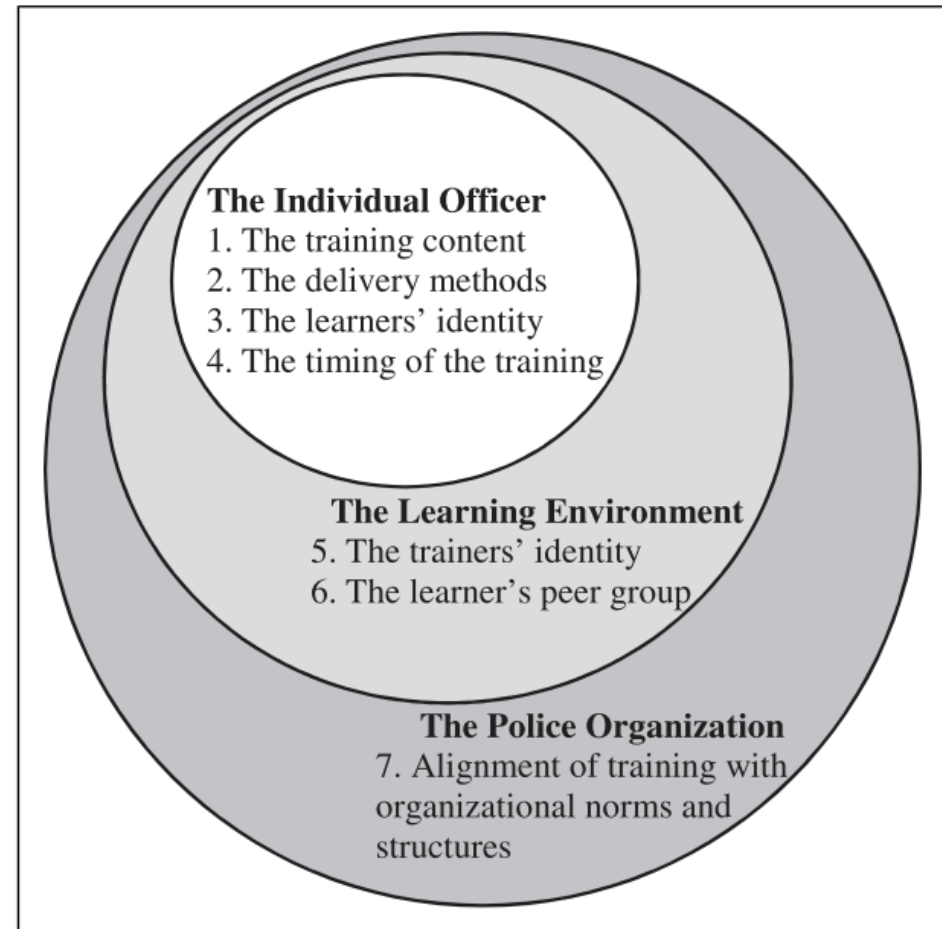 The Individual Officer
1. The training content
2. The delivery methods
3. The learners’ identity
4. The timing of the training
The Learning Environment
5. The trainers’ identity
6. The learner’s peer group
The Police Organization
7. Alignment of training with
organizational norms and
structures